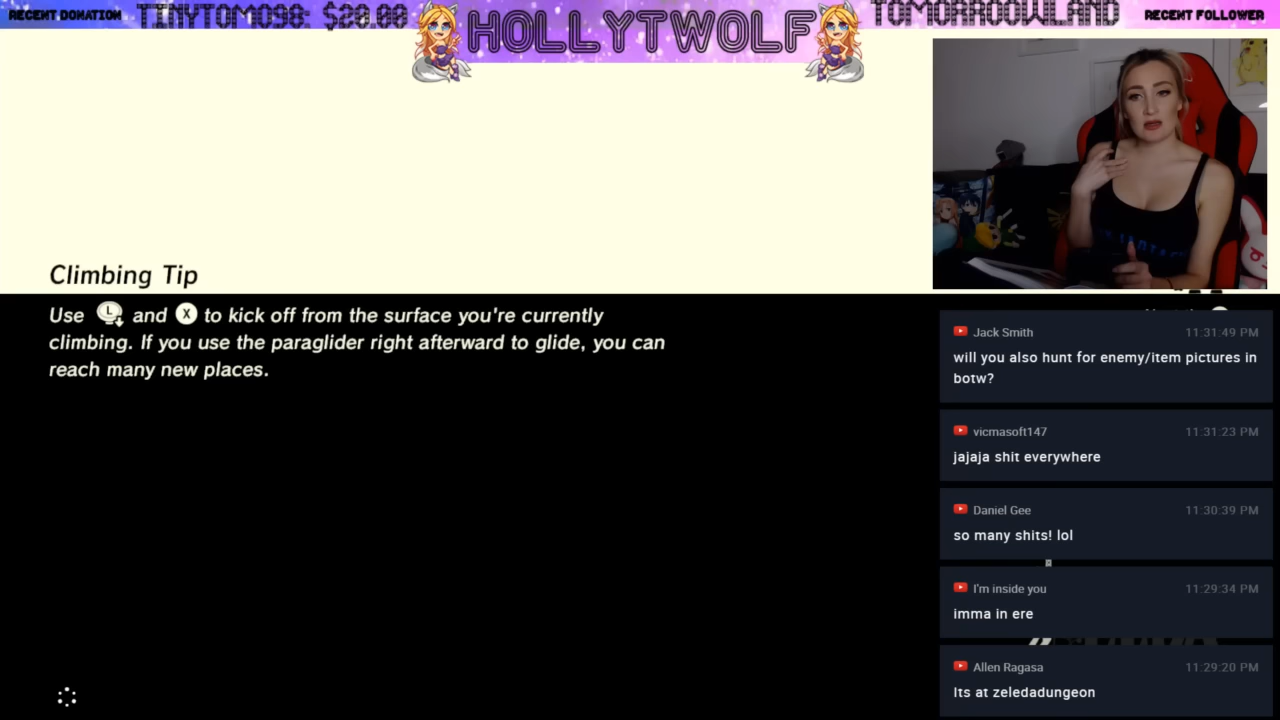 RECENT DONATION
TINYTOMO98: $20.00
HOLLYTWOLF
TOMORROOWLAND
RECENT FOLLOWER
Climbing Tip
Use L and X to kick off from the surface you're currently
climbing. If you use the paraglider right afterward to glide, you can
reach many new places.
Jack Smith 11:31:49 PM
will you also hunt for enemy/item pictures in
botw?
vicmasoft147 11:31:23 PM
jajaja shit everywhere
Daniel Gee 11:30:39 PM
so many shits! lol
I'm inside you 11:29:34 PM
imma in ere
Allen Ragasa 11:29:20 PM
Its at zeledadungeon